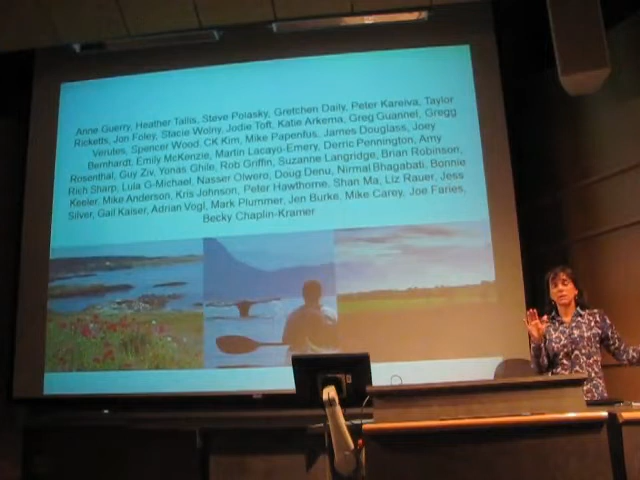 Anne Guerry, Heather Tallis, Steve Polasky, Gretchen Daily, Peter Kareiva, Taylor
Ricketts, Jon Foley, Stacie Wolny, Jodie Toft, Katie Arkema, Greg Guannel, Gregg
Verutes, Spencer Wood, CK Kim, Mike Papenfus, James Douglass, Joey
Bernhardt, Emily McKenzie, Martin Lacayo-Emery, Derric Pennington, Amy
Rosenthal, Guy Ziv, Yonas Ghile, Rob Griffin, Suzanne Langridge, Brian Robinson,
Rich Sharp, Lula G-Michael, Nasser Olwero, Doug Denu, Nirmal Bhagabati, Bonnie
Keeler, Mike Anderson, Kris Johnson, Peter Hawthorne, Shan Ma, Liz Rauer, Jess
Silver, Gail Kaiser, Adrian Vogl, Mark Plummer, Jen Burke, Mike Carey, Joe Faries,
Becky Chaplin-Kramer